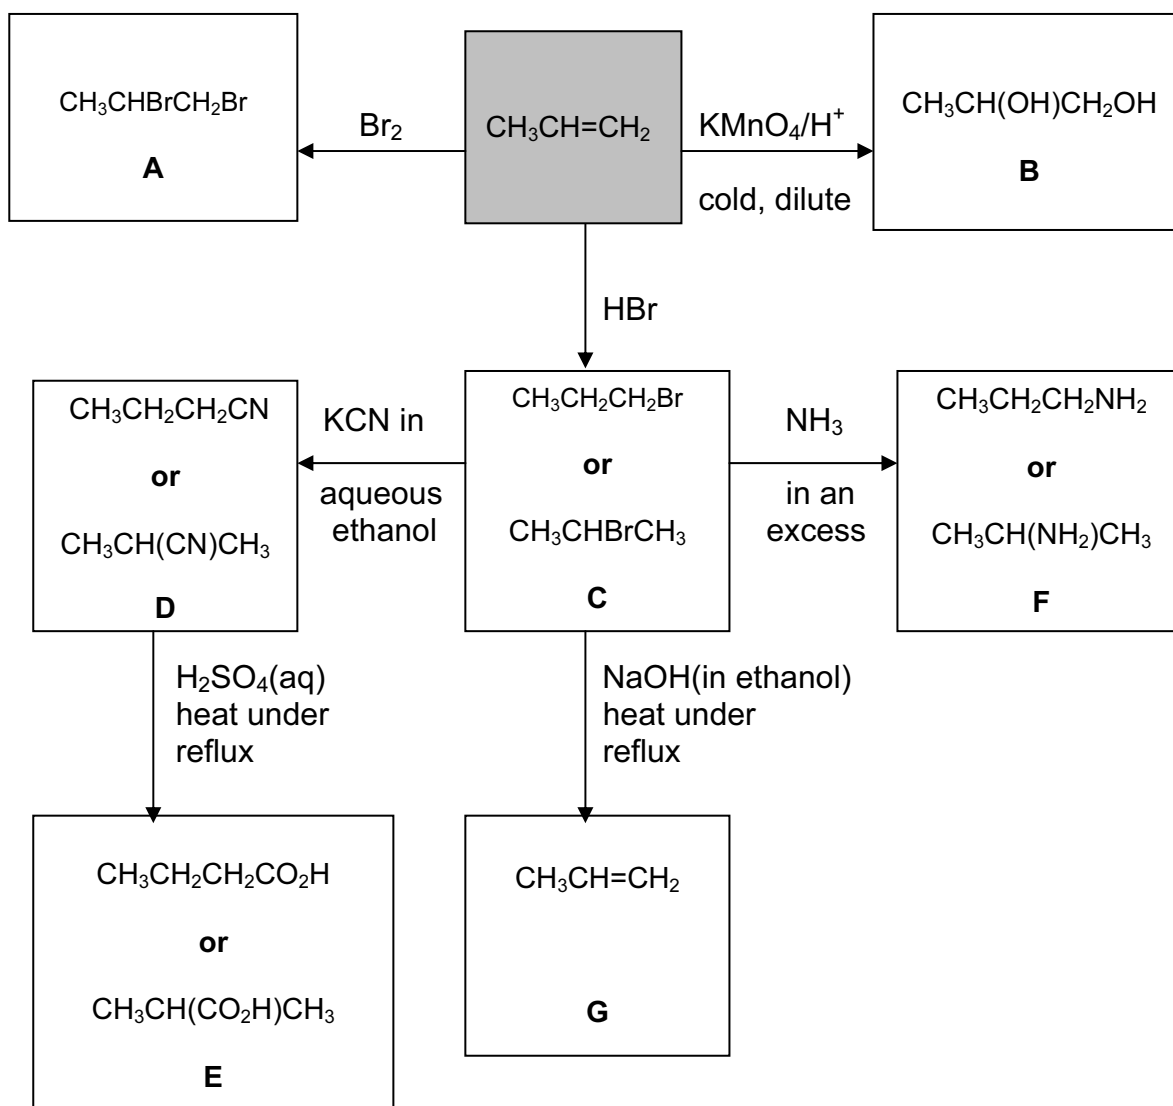 CH₃CHBrCH₂Br
A
Br₂
CH₃CH=CH₂
KMnO₄/H⁺
cold, dilute
CH₃CH(OH)CH₂OH
B
HBr
CH₃CH₂CH₂CN
or
CH₃CH(CN)CH₃
D
KCN in
aqueous
ethanol
CH₃CH₂CH₂Br
or
CH₃CHBrCH₃
C
NH₃
in an
excess
CH₃CH₂CH₂NH₂
or
CH₃CH(NH₂)CH₃
F
H₂SO₄(aq)
heat under
reflux
NaOH(in ethanol)
heat under
reflux
CH₃CH₂CH₂CO₂H
or
CH₃CH(CO₂H)CH₃
E
CH₃CH=CH₂
G